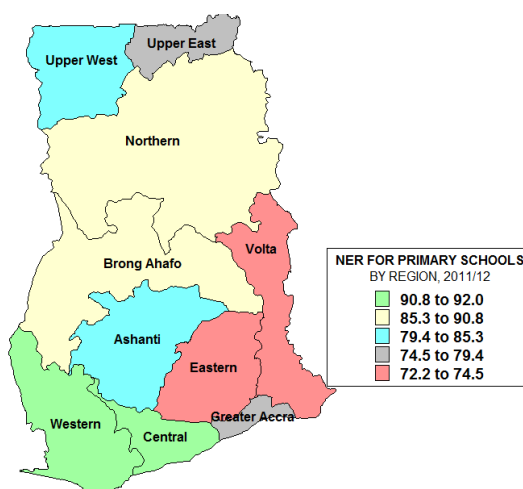 Upper East
Upper West
Northern
Volta
Brong Ahafo
Ashanti
Eastern
Greater Accra
Western
Central
NER FOR PRIMARY SCHOOLS
BY REGION, 2011/12
90.8 to 92.0
85.3 to 90.8
79.4 to 85.3
74.5 to 79.4
72.2 to 74.5